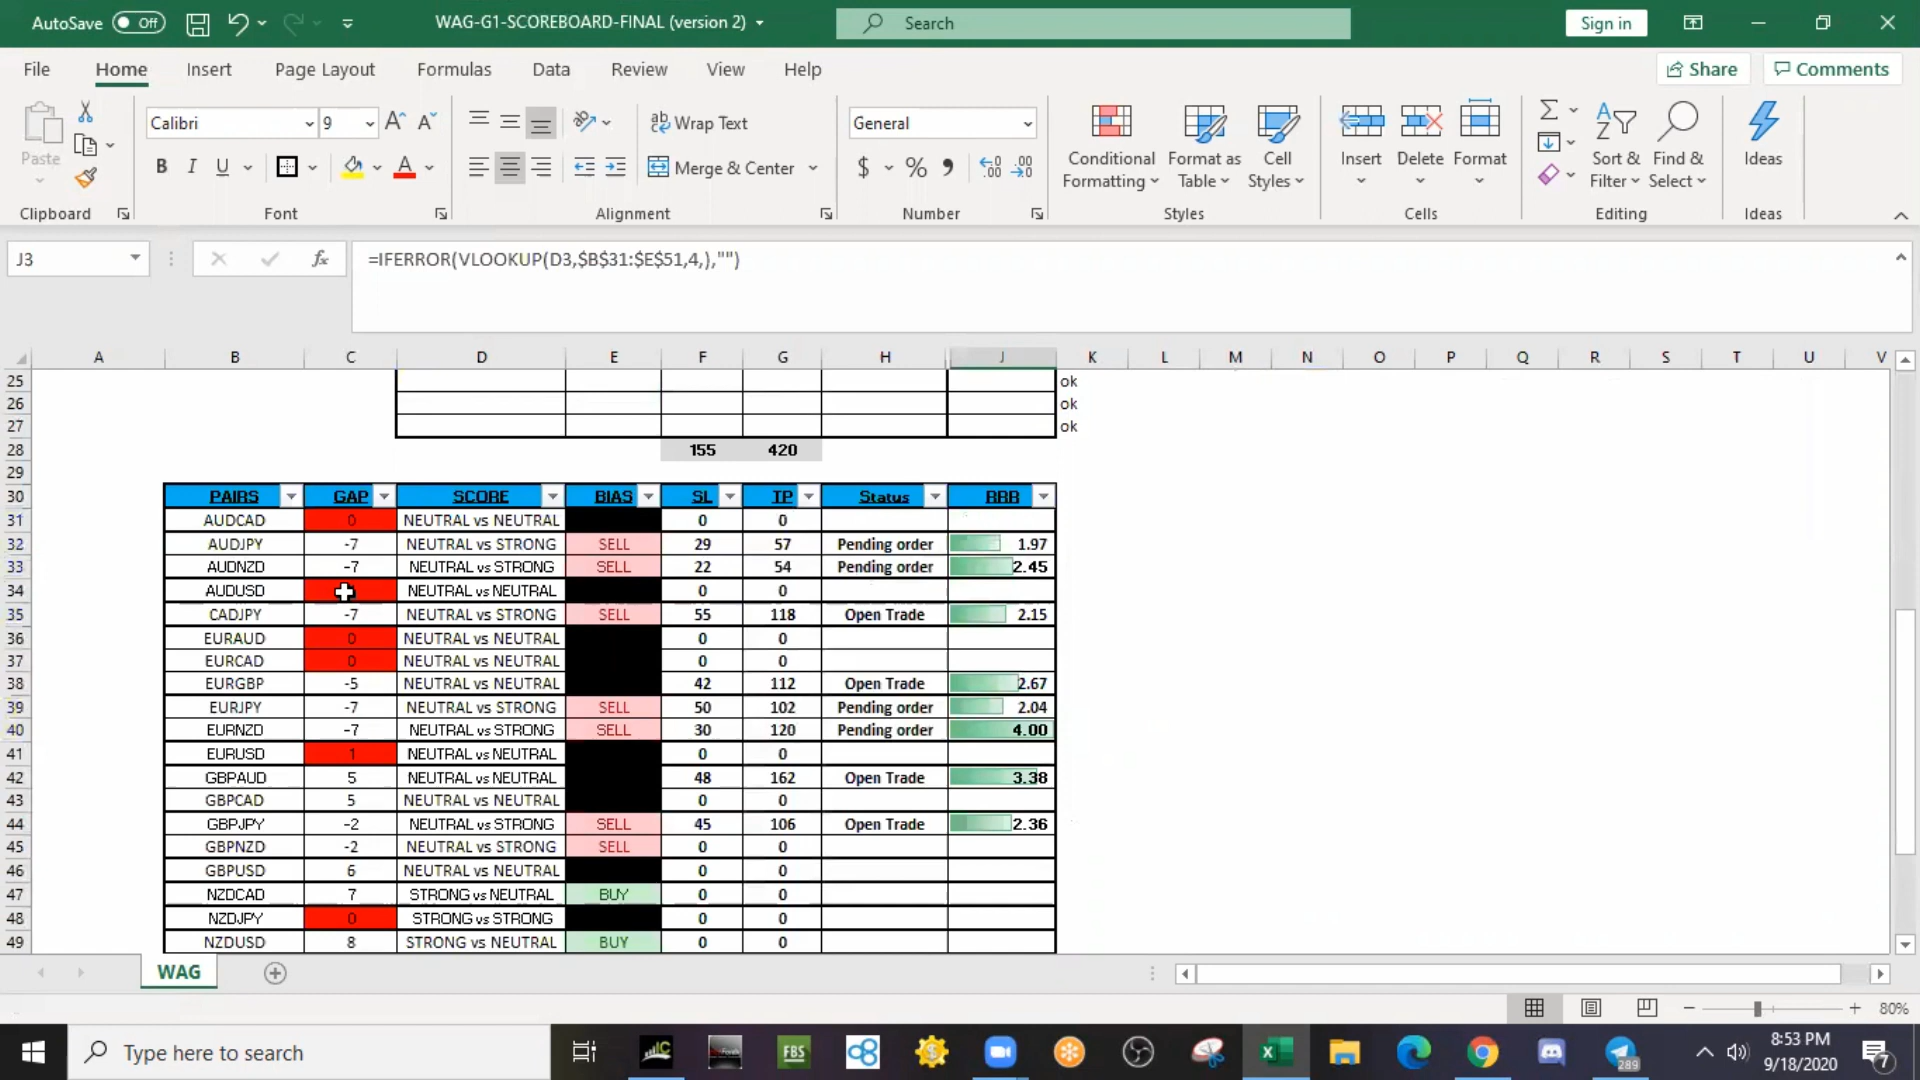 AutoSave Off WAG-G1-SCOREBOARD-FINAL (version 2) Search Sign in
File Home Insert Page Layout Formulas Data Review View Help Share Comments
Paste Calibri 9 Wrap Text General Conditional Formatting Format as Table Cell Styles Insert Delete Format Sort & Filter Find & Select Ideas
B I U A Merge & Center $ % ,
Clipboard Font Alignment Number Styles Cells Editing Ideas
J3 fx =IFERROR(VLOOKUP(D3,$B$31:$E$51,4,),"")
A B C D E F G H J K L M N O P Q R S T U V
25 ok
26 ok
27 ok
28 155 420
29
30 PAIRS GAP SCORE BIAS SL TP Status RRR
31 AUDCAD 0 NEUTRAL vs NEUTRAL 0 0
32 AUDJPY -7 NEUTRAL vs STRONG SELL 29 57 Pending order 1.97
33 AUDNZD -7 NEUTRAL vs STRONG SELL 22 54 Pending order 2.45
34 AUDUSD NEUTRAL vs NEUTRAL 0 0
35 CADJPY -7 NEUTRAL vs STRONG SELL 55 118 Open Trade 2.15
36 EURAUD 0 NEUTRAL vs NEUTRAL 0 0
37 EURCAD 0 NEUTRAL vs NEUTRAL 0 0
38 EURGBP -5 NEUTRAL vs NEUTRAL 42 112 Open Trade 2.67
39 EURJPY -7 NEUTRAL vs STRONG SELL 50 102 Pending order 2.04
40 EURNZD -7 NEUTRAL vs STRONG SELL 30 120 Pending order 4.00
41 EURUSD 1 NEUTRAL vs NEUTRAL 0 0
42 GBPAUD 5 NEUTRAL vs NEUTRAL 48 162 Open Trade 3.38
43 GBPCAD 5 NEUTRAL vs NEUTRAL 0 0
44 GBPJPY -2 NEUTRAL vs STRONG SELL 45 106 Open Trade 2.36
45 GBPNZD -2 NEUTRAL vs STRONG SELL 0 0
46 GBPUSD 6 NEUTRAL vs NEUTRAL 0 0
47 NZDCAD 7 STRONG vs NEUTRAL BUY 0 0
48 NZDJPY 0 STRONG vs STRONG 0 0
49 NZDUSD 8 STRONG vs NEUTRAL BUY 0 0
WAG
80%
Type here to search FBS 289 8:53 PM
9/18/2020 7